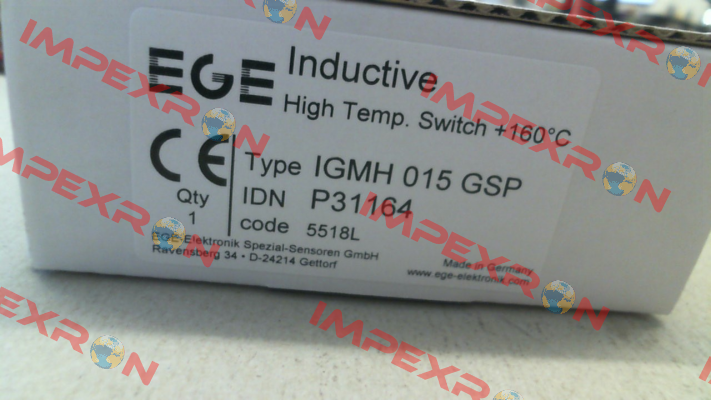 EGE Inductive
High Temp. Switch +160°C
CE Type IGMH 015 GSP
Qty IDN P31164
1 code 5518L
EGE-Elektronik Spezial-Sensoren GmbH
Ravensberg 34 • D-24214 Gettorf
Made in Germany
www.ege-elektronik.com
IMPEXRON
IMPEXRON
IMPEXRON
IMPEXRON
IMPEXRON
IMPEXRON